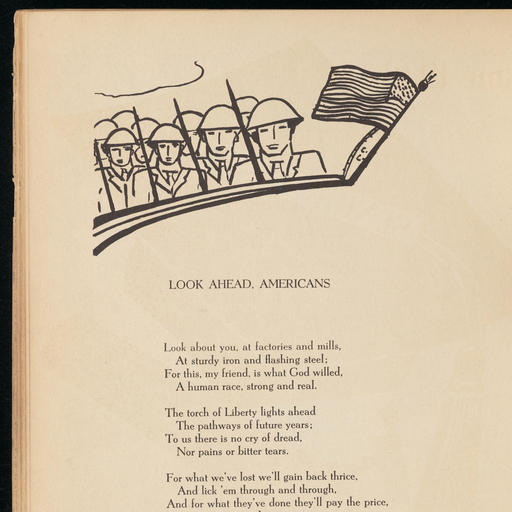 LOOK AHEAD, AMERICANS
Look about you, at factories and mills,
At sturdy iron and flashing steel;
For this, my friend, is what God willed,
A human race, strong and real.
The torch of Liberty lights ahead
The pathways of future years;
To us there is no cry of dread,
Nor pains or bitter tears.
For what we've lost we'll gain back thrice,
And lick 'em through and through,
And for what they've done they'll pay the price,